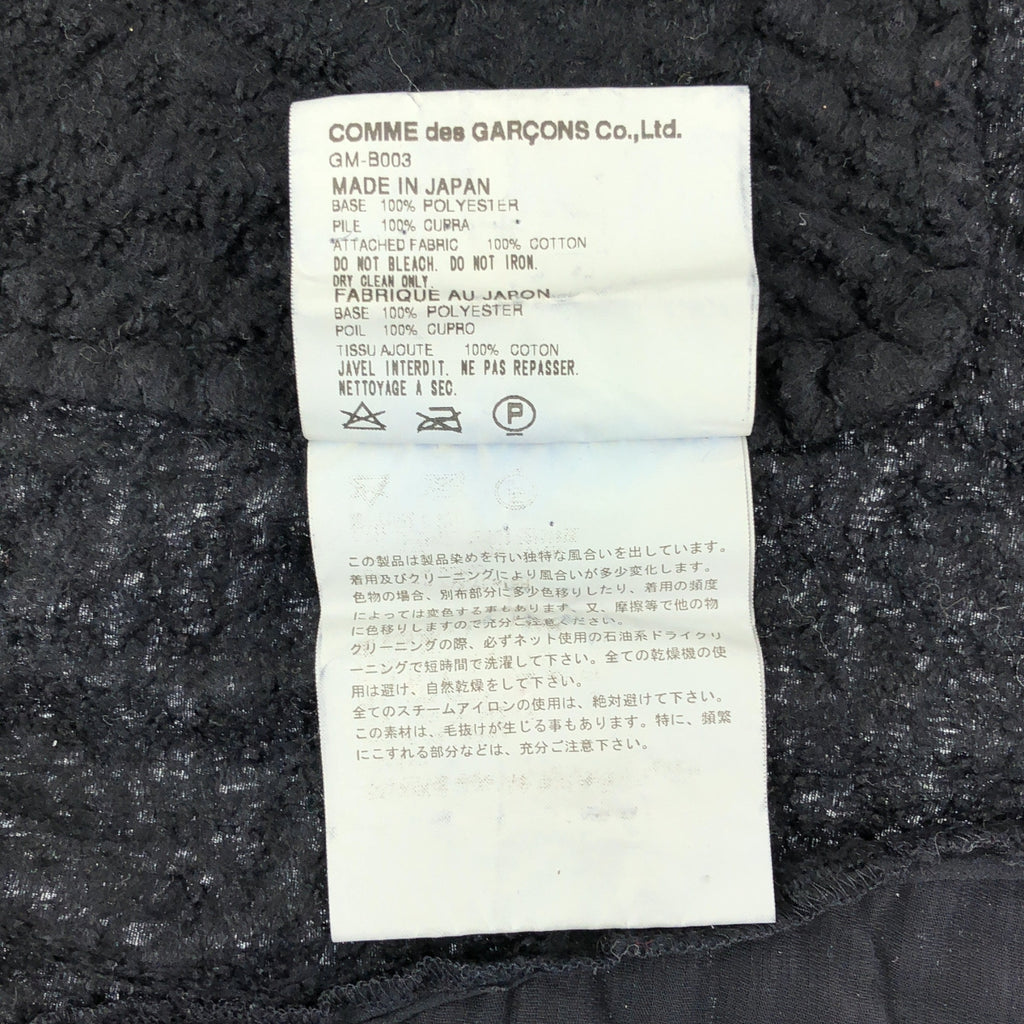 COMME des GARÇONS Co.,Ltd.
GM-B003
MADE IN JAPAN
BASE 100% POLYESTER
PILE 100% CUPRA
ATTACHED FABRIC 100% COTTON
DO NOT BLEACH. DO NOT IRON.
DRY CLEAN ONLY.
FABRIQUE AU JAPON
BASE 100% POLYESTER
POIL 100% CUPRO
TISSU AJOUTE 100% COTON
JAVEL INTERDIT. NE PAS REPASSER.
NETTOYAGE A SEC.
P
この製品は製品染めを行い独特な風合いを出しています。
着用及びクリーニングにより風合いが多少変化します。
色物の場合、別布部分に多少色移りしたり、着用の頻度
によっては変色する事もあります、又、摩擦等で他の物
に色移りしますので充分ご注意ください。
クリーニングの際、必ずネット使用の石油系ドライクリ
ーニングで短時間で洗濯して下さい。全ての乾燥機の使
用は避け、自然乾燥をして下さい。
全てのスチームアイロンの使用は、絶対避けて下さい。
この素材は、毛抜けが生じる事もあります。特に、頻繁
にこすれる部分などは、充分ご注意下さい。